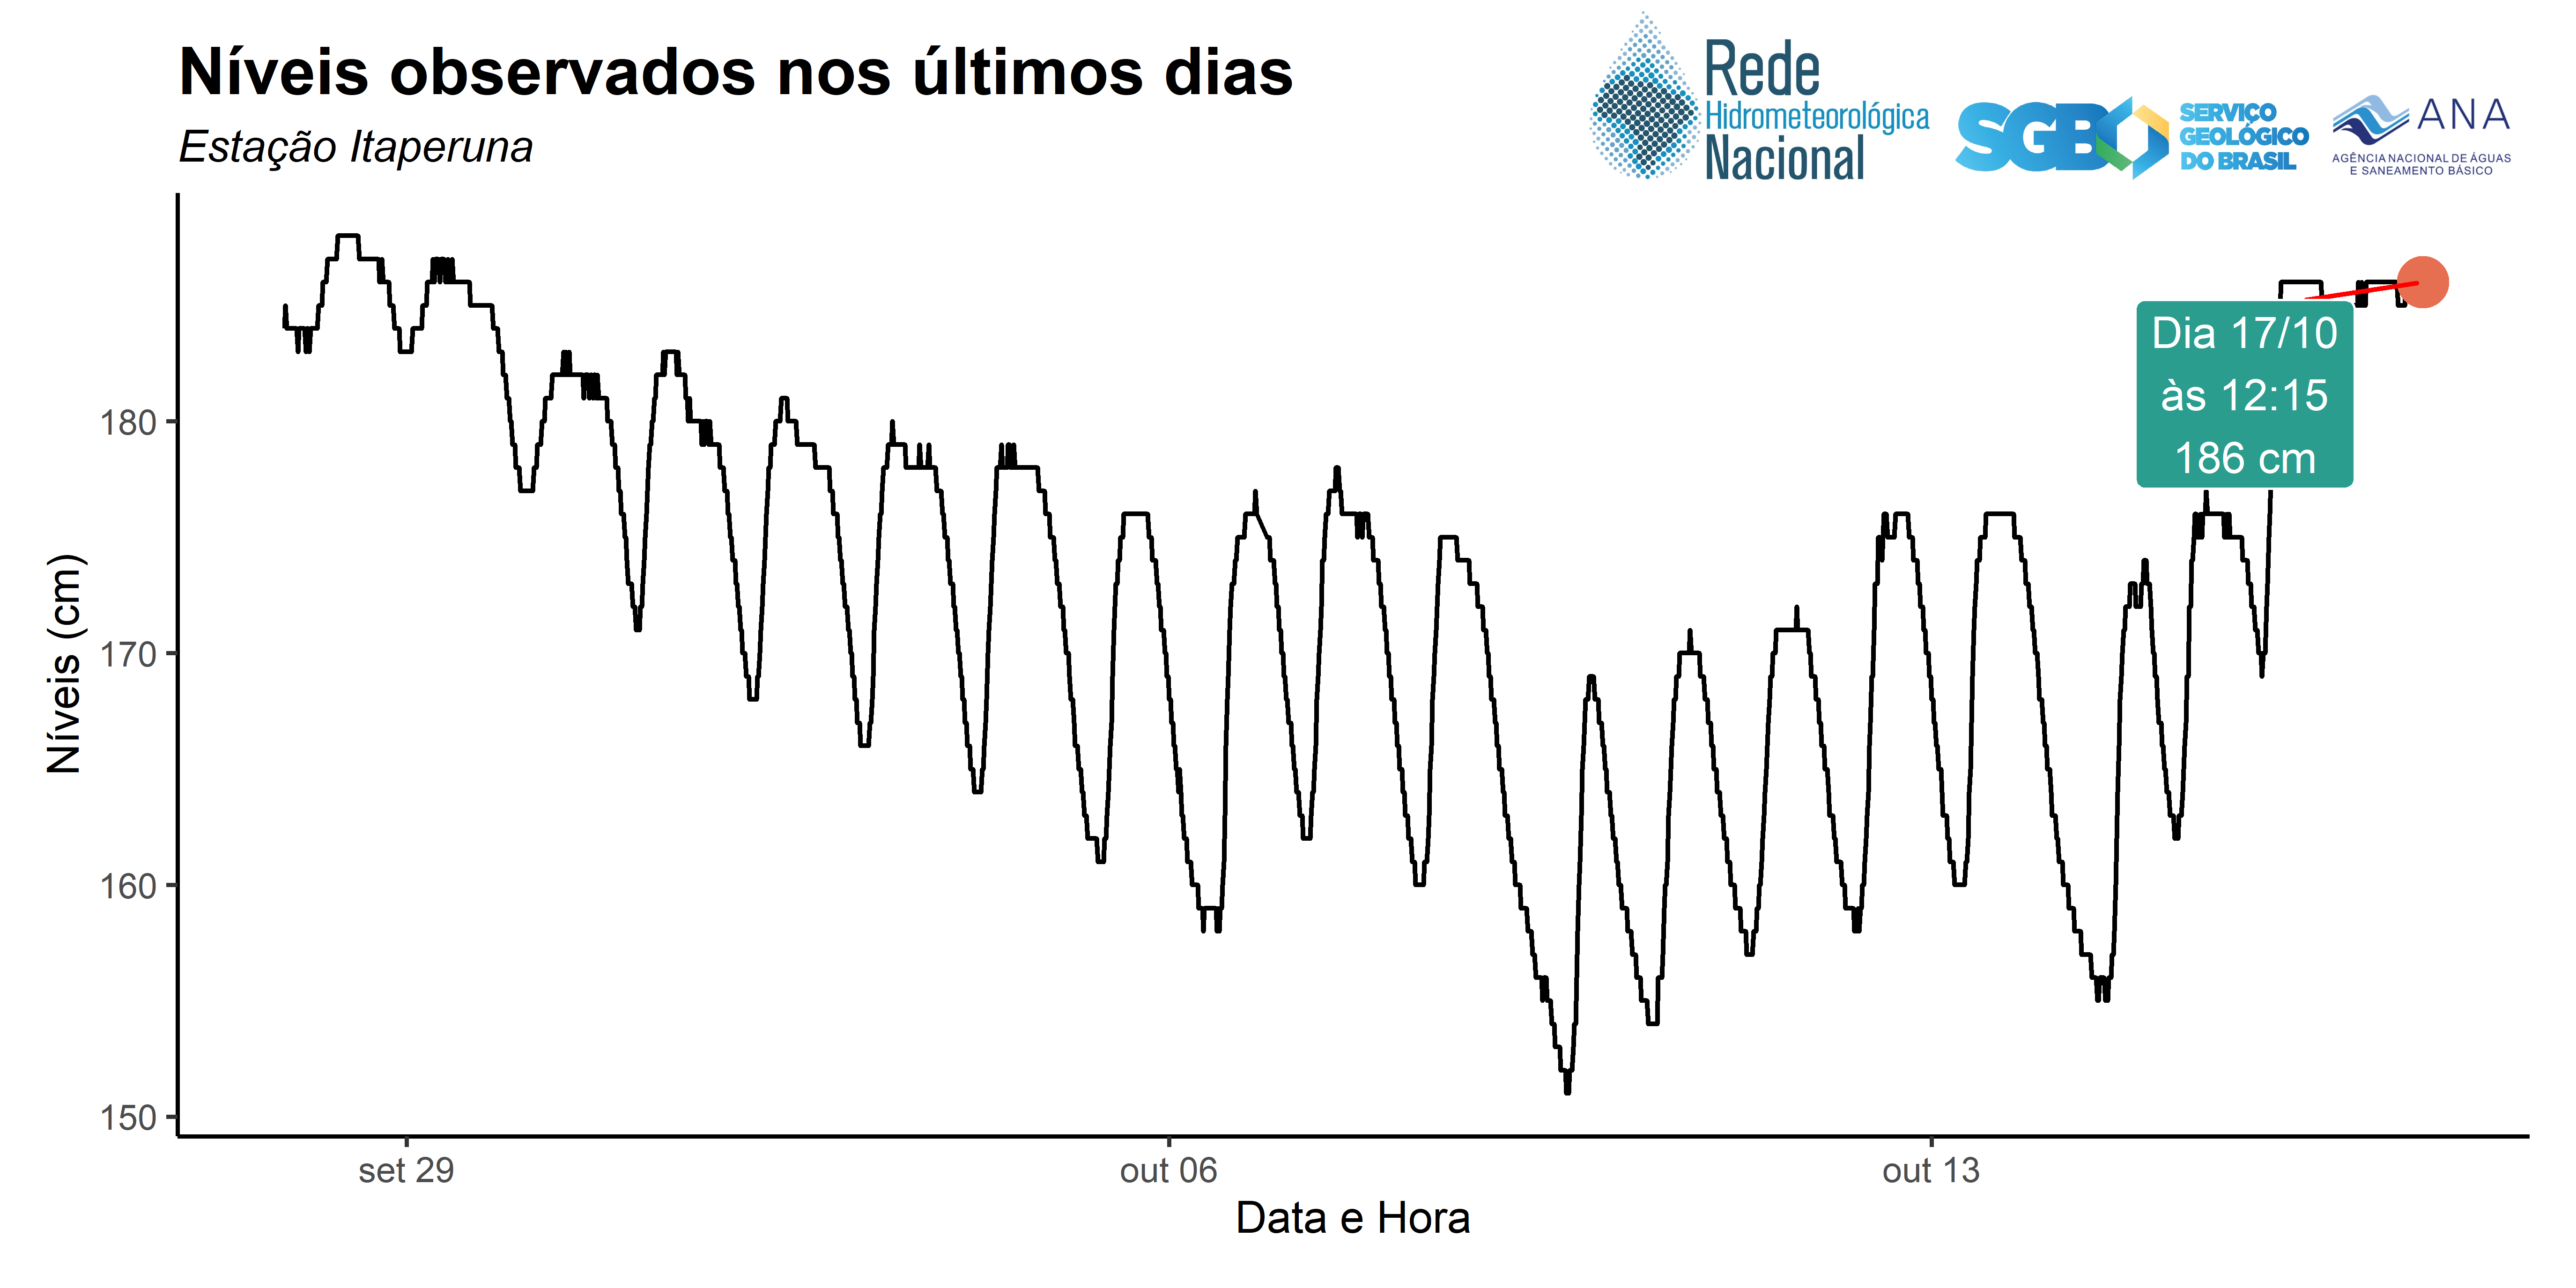 Níveis observados nos últimos dias
Estação Itaperuna
Rede
Hidrometeorológica
Nacional
SGB
SERVIÇO
GEOLÓGICO
DO BRASIL
ANA
AGÊNCIA NACIONAL DE ÁGUAS
E SANEAMENTO BÁSICO
Dia 17/10
às 12:15
186 cm
Níveis (cm)
180
170
160
150
set 29
out 06
out 13
Data e Hora